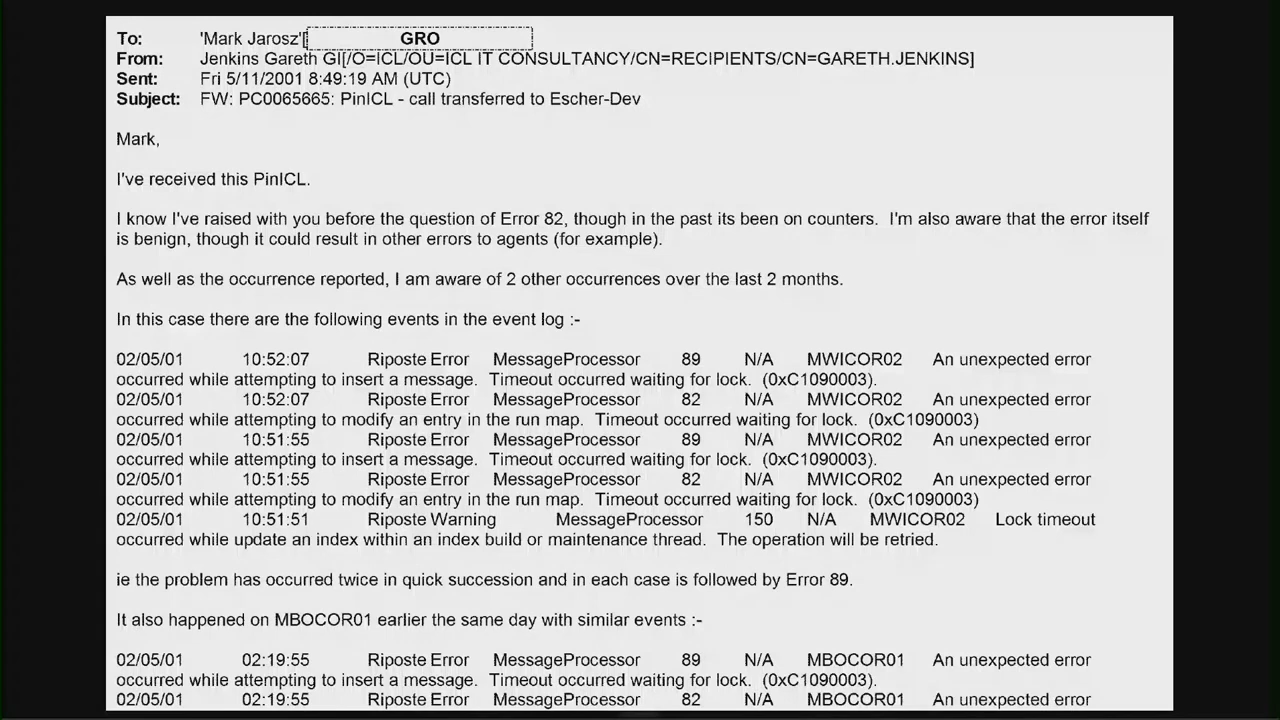 To: 'Mark Jarosz'[ GRO
From: Jenkins Gareth GI[/O=ICL/OU=ICL IT CONSULTANCY/CN=RECIPIENTS/CN=GARETH.JENKINS]
Sent: Fri 5/11/2001 8:49:19 AM (UTC)
Subject: FW: PC0065665: PinICL - call transferred to Escher-Dev
Mark,
I've received this PinICL.
I know I've raised with you before the question of Error 82, though in the past its been on counters. I'm also aware that the error itself
is benign, though it could result in other errors to agents (for example).
As well as the occurrence reported, I am aware of 2 other occurrences over the last 2 months.
In this case there are the following events in the event log :-
02/05/01 10:52:07 Riposte Error MessageProcessor 89 N/A MWICOR02 An unexpected error
occurred while attempting to insert a message. Timeout occurred waiting for lock. (0xC1090003).
02/05/01 10:52:07 Riposte Error MessageProcessor 82 N/A MWICOR02 An unexpected error
occurred while attempting to modify an entry in the run map. Timeout occurred waiting for lock. (0xC1090003)
02/05/01 10:51:55 Riposte Error MessageProcessor 89 N/A MWICOR02 An unexpected error
occurred while attempting to insert a message. Timeout occurred waiting for lock. (0xC1090003).
02/05/01 10:51:55 Riposte Error MessageProcessor 82 N/A MWICOR02 An unexpected error
occurred while attempting to modify an entry in the run map. Timeout occurred waiting for lock. (0xC1090003)
02/05/01 10:51:51 Riposte Warning MessageProcessor 150 N/A MWICOR02 Lock timeout
occurred while update an index within an index build or maintenance thread. The operation will be retried.
ie the problem has occurred twice in quick succession and in each case is followed by Error 89.
It also happened on MBOCOR01 earlier the same day with similar events :-
02/05/01 02:19:55 Riposte Error MessageProcessor 89 N/A MBOCOR01 An unexpected error
occurred while attempting to insert a message. Timeout occurred waiting for lock. (0xC1090003).
02/05/01 02:19:55 Riposte Error MessageProcessor 82 N/A MBOCOR01 An unexpected error